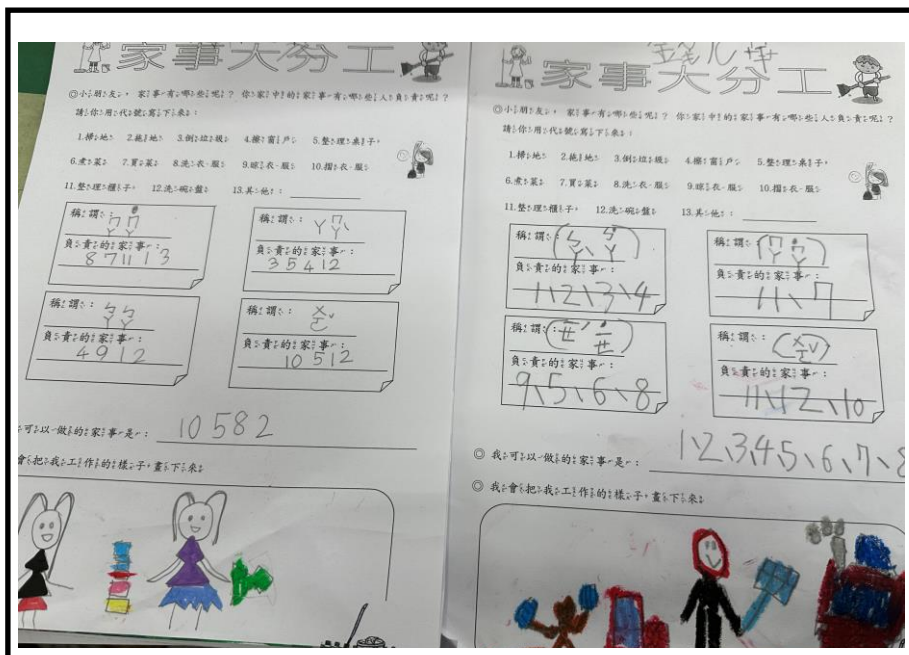 家事大分工
◎小朋友,家事有哪些呢?你家中的家事有哪些人負責呢?
請你用代號寫下來:
1.掃地 2.拖地 3.倒垃圾 4.擦窗戶 5.整理桌子
6.煮菜 7.買菜 8.洗衣服 9.晾衣服 10.摺衣服
11.整理櫃子 12.洗碗盤 13.其他:
稱謂:
負責的家事:
8 7 11 1 3
稱謂:
負責的家事:
3 5 4 12
稱謂:ㄅㄚ ㄅㄚ
負責的家事:
4 9 1 2
稱謂:ㄨㄛˇ
負責的家事:
10 5 12
可以做的家事是:10 5 8 2
會把我工作的樣子,畫下來
家事大分工
◎小朋友,家事有哪些呢?你家中的家事有哪些人負責呢?
請你用代號寫下來:
1.掃地 2.拖地 3.倒垃圾 4.擦窗戶 5.整理桌子
6.煮菜 7.買菜 8.洗衣服 9.晾衣服 10.摺衣服
11.整理櫃子 12.洗碗盤 13.其他:
稱謂:(ㄅㄚˋ ㄅㄚ)
負責的家事:
1、2、3、4
稱謂:
負責的家事:
11、7
稱謂:
負責的家事:
9、5、6、8
稱謂:(ㄨㄛˇ)
負責的家事:
11、12、10
◎我可以做的家事是:1、2、3、4、5、6、7、8
◎我會把我工作的樣子,畫下來